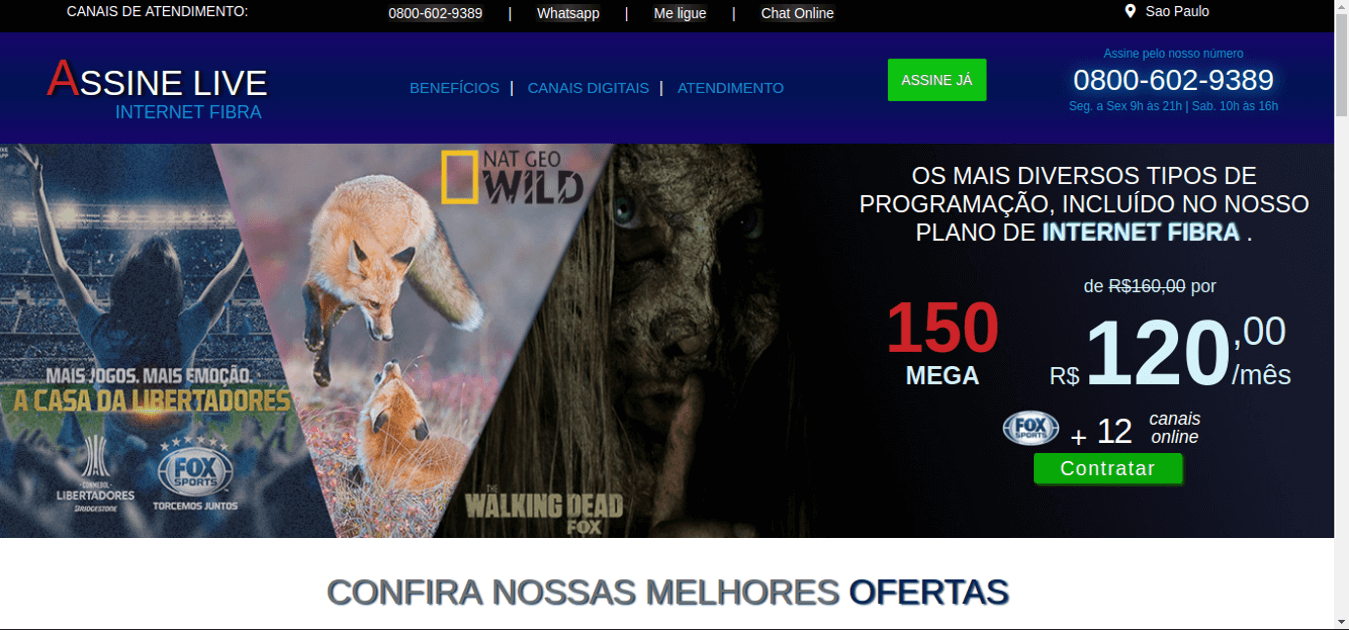 CANAIS DE ATENDIMENTO:
0800-602-9389 | Whatsapp | Me ligue | Chat Online
Sao Paulo
ASSINE LIVE
INTERNET FIBRA
BENEFÍCIOS | CANAIS DIGITAIS | ATENDIMENTO
ASSINE JÁ
Assine pelo nosso número
0800-602-9389
Seg. a Sex 9h às 21h | Sab. 10h às 16h
NAT GEO
WILD
MAIS JOGOS. MAIS EMOÇÃO.
A CASA DA LIBERTADORES
CONMEBOL
LIBERTADORES
BRIDGESTONE
FOX
SPORTS
TORCEMOS JUNTOS
THE
WALKING DEAD
FOX
OS MAIS DIVERSOS TIPOS DE
PROGRAMAÇÃO, INCLUÍDO NO NOSSO
PLANO DE INTERNET FIBRA .
150
MEGA
de R$160,00 por
R$ 120,00
/mês
FOX
SPORTS
+ 12 canais
online
Contratar
CONFIRA NOSSAS MELHORES OFERTAS